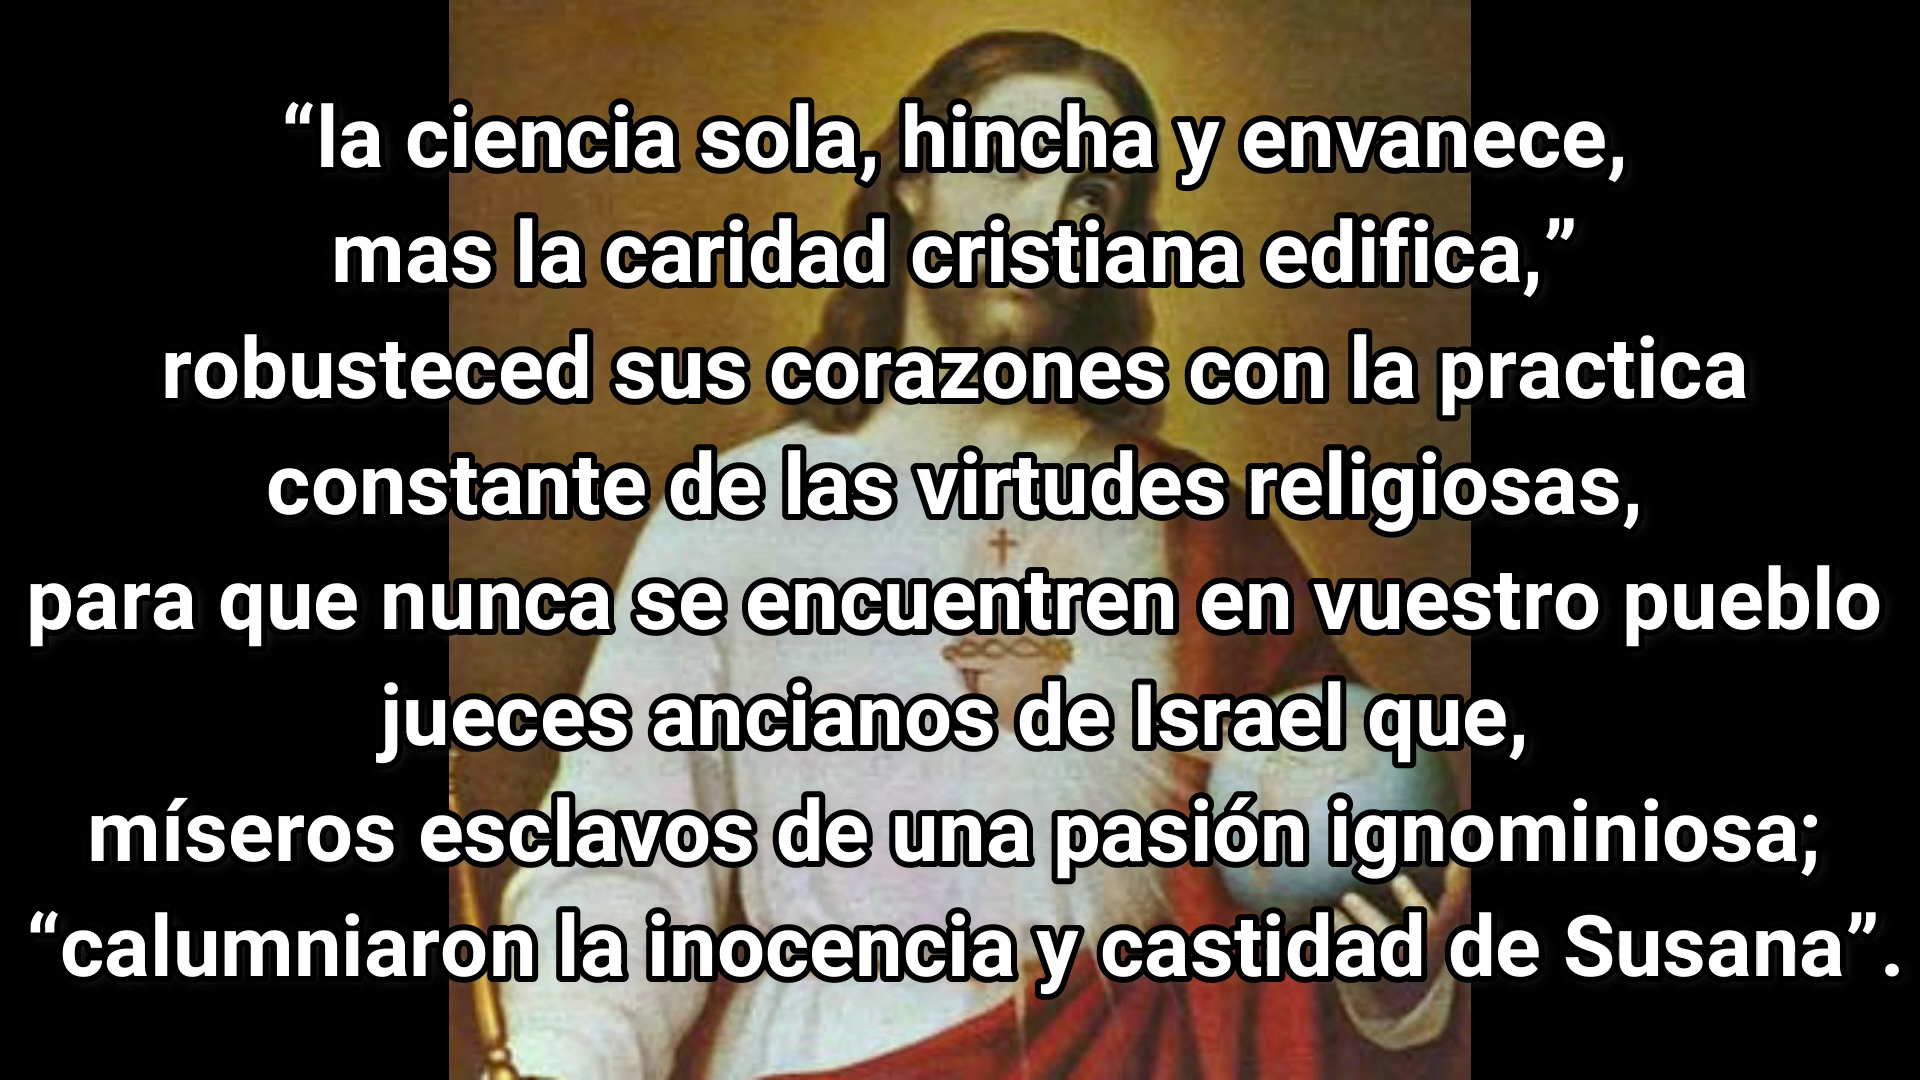 “la ciencia sola, hincha y envanece,
mas la caridad cristiana edifica,”
robusteced sus corazones con la practica
constante de las virtudes religiosas,
para que nunca se encuentren en vuestro pueblo
jueces ancianos de Israel que,
míseros esclavos de una pasión ignominiosa;
“calumniaron la inocencia y castidad de Susana”.